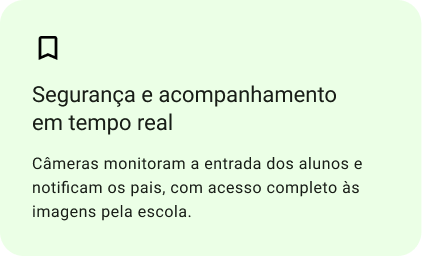 Segurança e acompanhamento
em tempo real
Câmeras monitoram a entrada dos alunos e
notificam os pais, com acesso completo às
imagens pela escola.